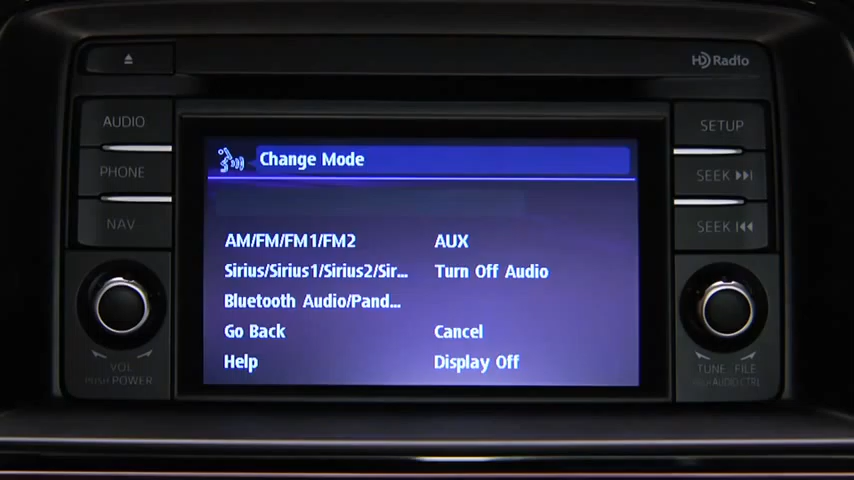 HD Radio
AUDIO
SETUP
Change Mode
PHONE
SEEK
NAV
SEEK
AM/FM/FM1/FM2
AUX
Sirius/Sirius1/Sirius2/Sir...
Turn Off Audio
Bluetooth Audio/Pand...
Go Back
Cancel
Help
Display Off
VOL
PUSH POWER
TUNE/FILE
AUDIO CTRL